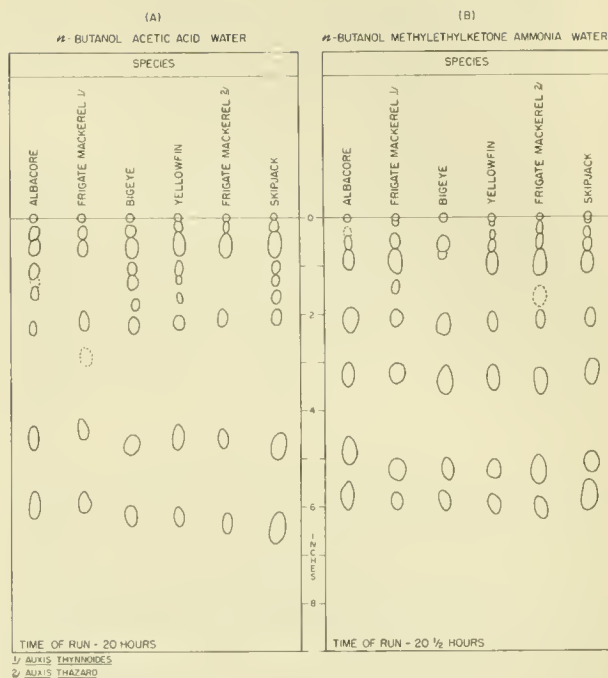 (A)
n-BUTANOL ACETIC ACID WATER
SPECIES
ALBACORE
FRIGATE MACKEREL 1/
BIGEYE
YELLOWFIN
FRIGATE MACKEREL 2/
SKIPJACK
(B)
n-BUTANOL METHYLETHYLKETONE AMMONIA WATER
SPECIES
ALBACORE
FRIGATE MACKEREL 1/
BIGEYE
YELLOWFIN
FRIGATE MACKEREL 2/
SKIPJACK
0
2
4
6
INCHES
8
TIME OF RUN - 20 HOURS
TIME OF RUN - 20 1/2 HOURS
1/ AUXIS THYNNOIDES
2/ AUXIS THAZARD